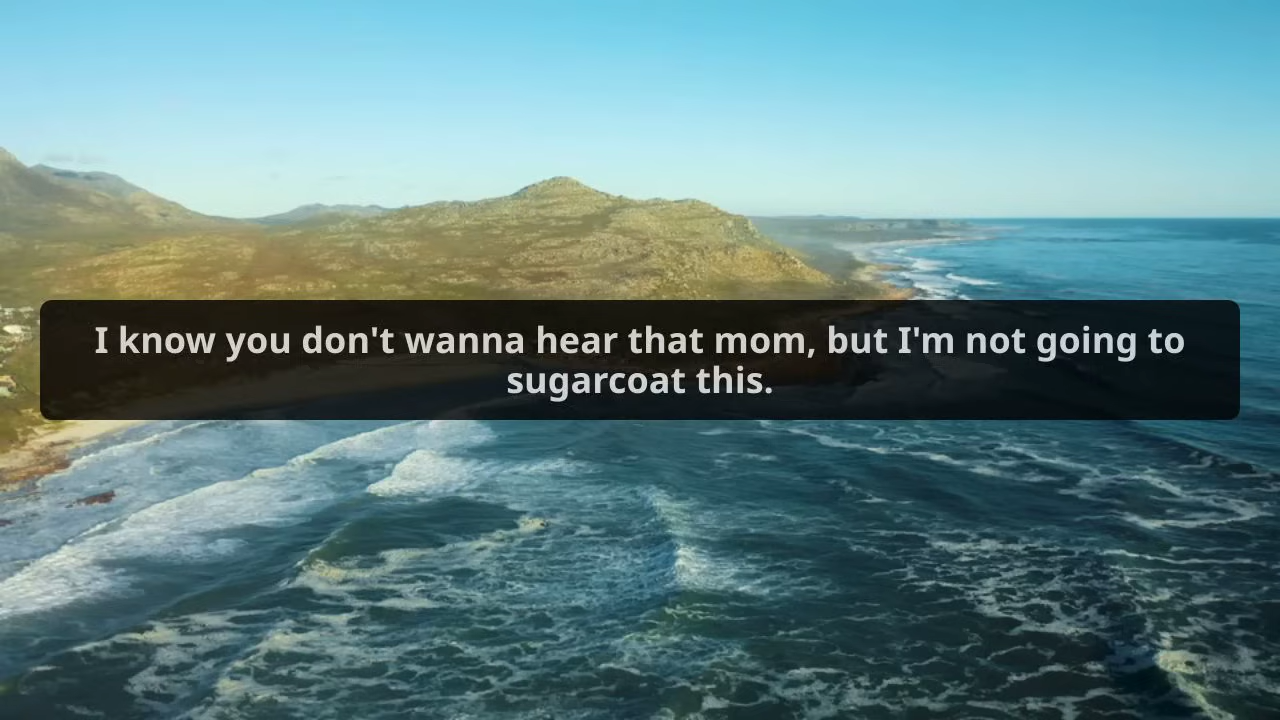 I know you don't wanna hear that mom, but I'm not going to
sugarcoat this.